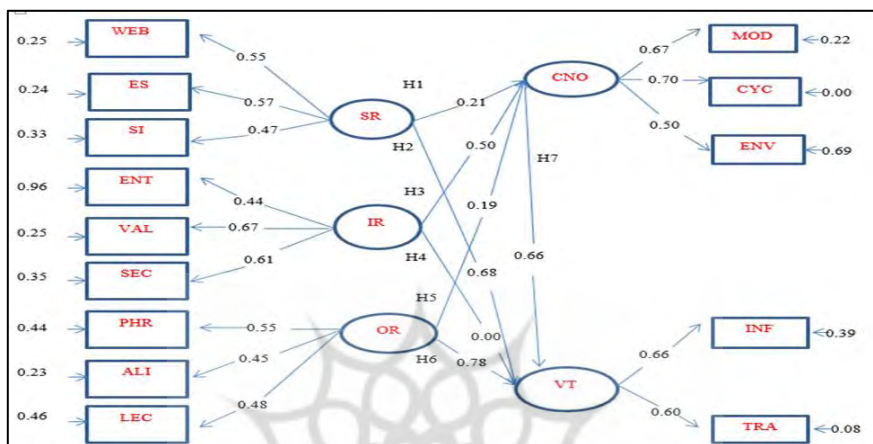 WEB
0.25
0.55
ES
0.24
0.57
SI
0.33
0.47
ENT
0.96
0.44
VAL
0.25
0.67
SEC
0.35
0.61
PHR
0.44
0.55
ALI
0.23
0.45
LEC
0.46
0.48
SR
IR
OR
H1
0.21
H2
0.68
H3
0.50
H4
0.00
H5
0.19
H6
0.78
H7
0.66
CNO
VT
0.67
MOD
0.22
0.70
CYC
0.00
0.50
ENV
0.69
0.66
INF
0.39
0.60
TRA
0.08